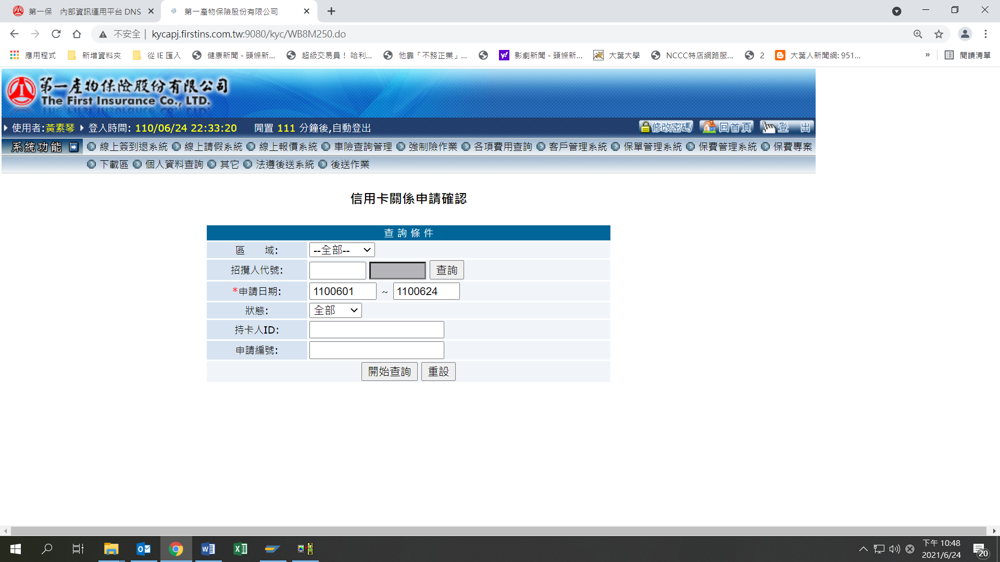 第一保　內部資訊運用平台 DNS
第一產物保險股份有限公司
不安全 | kycapj.firstins.com.tw:9080/kyc/WB8M250.do
應用程式 新增資料夾 從 IE 匯入 健康新聞 - 頭條新... 超級交易員！ 哈利... 他靠「不務正業」... 影劇新聞 - 頭條新... 大葉大學 NCCC特店網路服... 2 大葉人新聞網: 951... » 閱讀清單
第一產物保險股份有限公司
The First Insurance Co., LTD.
使用者:黃素琴 登入時間: 110/06/24 22:33:20 閒置 111 分鐘後,自動登出 修改密碼 回首頁 登 出
系統功能 線上簽到退系統 線上請假系統 線上報價系統 車險查詢管理 強制險作業 各項費用查詢 客戶管理系統 保單管理系統 保費管理系統 保費專案
下載區 個人資料查詢 其它 法遵後送系統 後送作業
信用卡關係申請確認
查 詢 條 件
區　　域: --全部--
招攬人代號: 查詢
*申請日期: 1100601 ~ 1100624
狀態: 全部
持卡人ID:
申請編號:
開始查詢 重設
下午 10:48
2021/6/24
20